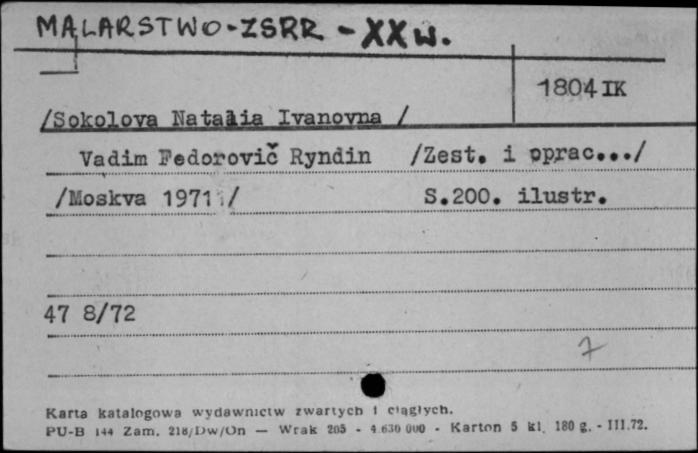 MALARSTWO-ZSRR - XX W.
1804 IK
/Sokolova Natalia Ivanovna /
Vadim Fedorovič Ryndin /Zest. i oprac.../
/Moskva 1971/ S.200. ilustr.
47 8/72
7
Karta katalogowa wydawnictw zwartych i ciągłych.
PU-B 144 Zam. 218/Dw/On — Wrak 205 - 4.630 000 - Karton 5 kl. 180 g. - III.72.